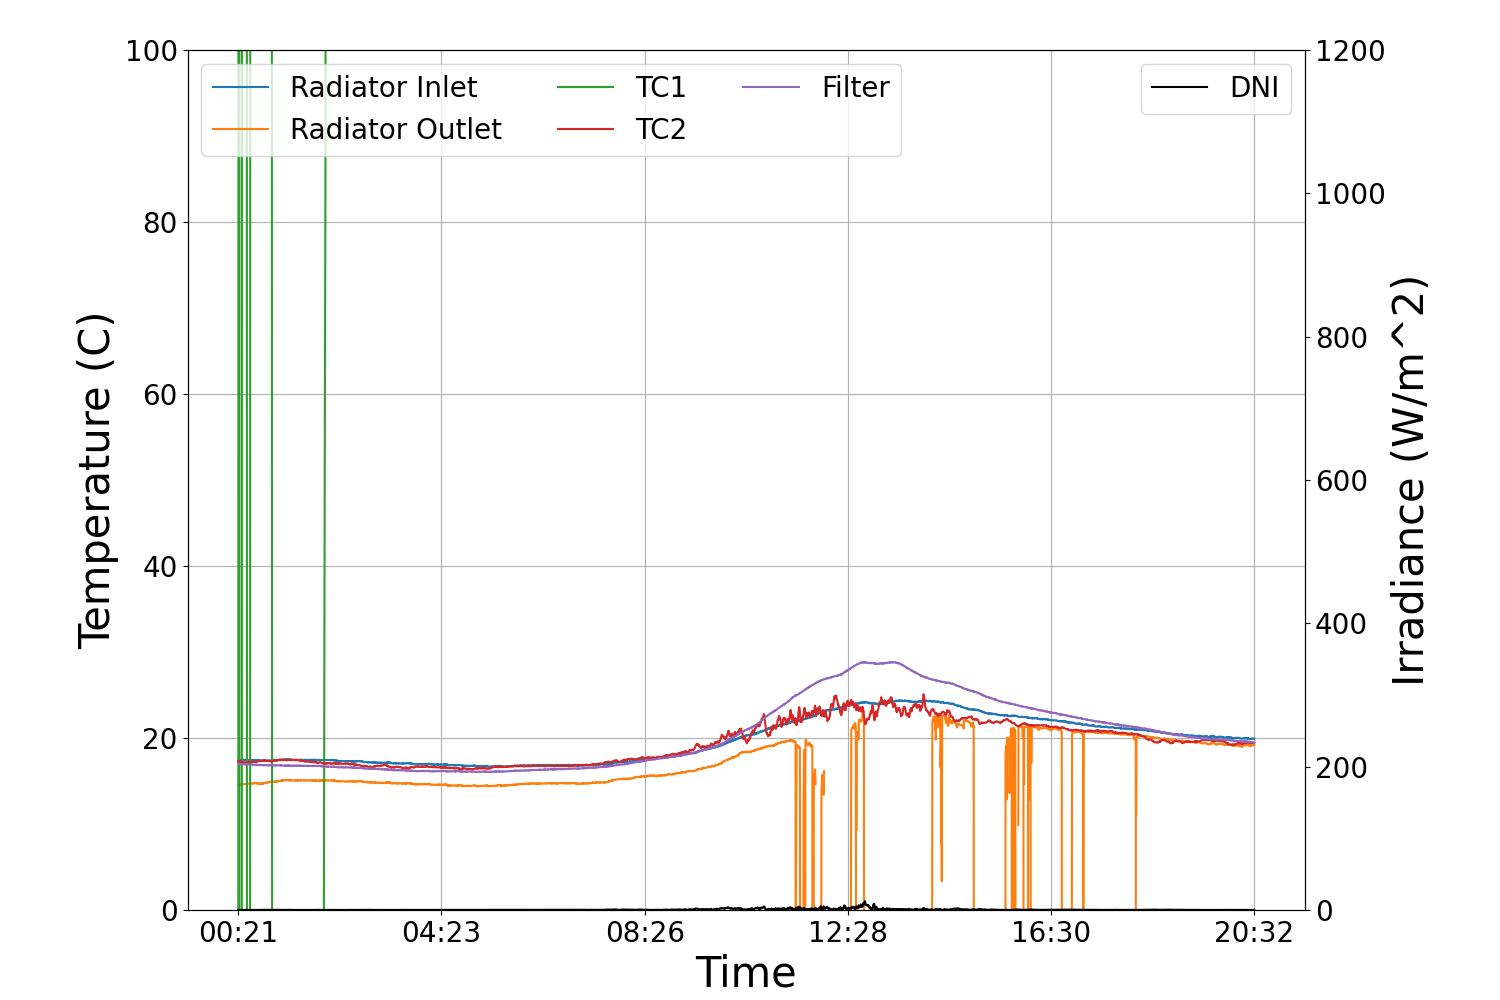 100
80
60
40
20
0
Temperature (C)
Radiator Inlet
Radiator Outlet
TC1
TC2
Filter
DNI
1200
1000
800
600
400
200
0
Irradiance (W/m^2)
00:21 04:23 08:26 12:28 16:30 20:32
Time